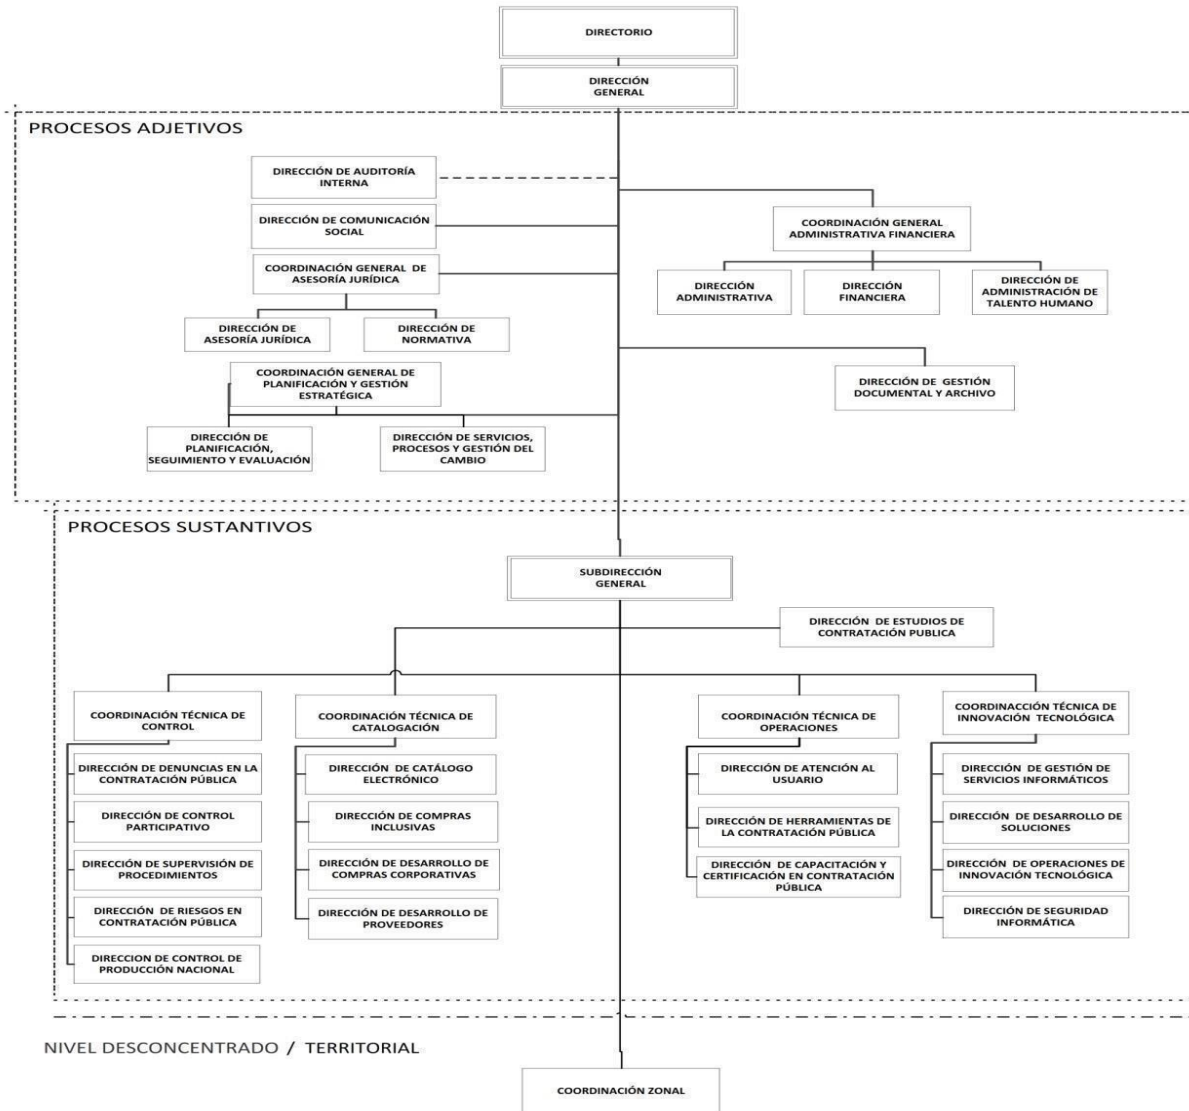 DIRECTORIO
DIRECCIÓN
GENERAL
PROCESOS ADJETIVOS
DIRECCIÓN DE AUDITORÍA
INTERNA
DIRECCIÓN DE COMUNICACIÓN
SOCIAL
COORDINACIÓN GENERAL DE
ASESORÍA JURÍDICA
DIRECCIÓN DE
ASESORÍA JURÍDICA
DIRECCIÓN DE
NORMATIVA
COORDINACIÓN GENERAL DE
PLANIFICACIÓN Y GESTIÓN
ESTRATÉGICA
DIRECCIÓN DE
PLANIFICACIÓN,
SEGUIMIENTO Y EVALUACIÓN
DIRECCIÓN DE SERVICIOS,
PROCESOS Y GESTIÓN DEL
CAMBIO
COORDINACIÓN GENERAL
ADMINISTRATIVA FINANCIERA
DIRECCIÓN
ADMINISTRATIVA
DIRECCIÓN
FINANCIERA
DIRECCIÓN DE
ADMINISTRACIÓN DE
TALENTO HUMANO
DIRECCIÓN DE GESTIÓN
DOCUMENTAL Y ARCHIVO
PROCESOS SUSTANTIVOS
SUBDIRECCIÓN
GENERAL
DIRECCIÓN DE ESTUDIOS DE
CONTRATACIÓN PUBLICA
COORDINACIÓN TÉCNICA DE
CONTROL
DIRECCIÓN DE DENUNCIAS EN LA
CONTRATACIÓN PÚBLICA
DIRECCIÓN DE CONTROL
PARTICIPATIVO
DIRECCIÓN DE SUPERVISIÓN DE
PROCEDIMIENTOS
DIRECCIÓN DE RIESGOS EN
CONTRATACIÓN PÚBLICA
DIRECCION DE CONTROL DE
PRODUCCIÓN NACIONAL
COORDINACIÓN TÉCNICA DE
CATALOGACIÓN
DIRECCIÓN DE CATÁLOGO
ELECTRÓNICO
DIRECCIÓN DE COMPRAS
INCLUSIVAS
DIRECCIÓN DE DESARROLLO DE
COMPRAS CORPORATIVAS
DIRECCIÓN DE DESARROLLO DE
PROVEEDORES
COORDINACIÓN TÉCNICA DE
OPERACIONES
DIRECCIÓN DE ATENCIÓN AL
USUARIO
DIRECCIÓN DE HERRAMIENTAS DE
LA CONTRATACIÓN PÚBLICA
DIRECCIÓN DE CAPACITACIÓN Y
CERTIFICACIÓN EN CONTRATACIÓN
PÚBLICA
COORDINACCIÓN TÉCNICA DE
INNOVACIÓN TECNOLÓGICA
DIRECCIÓN DE GESTIÓN DE
SERVICIOS INFORMÁTICOS
DIRECCIÓN DE DESARROLLO DE
SOLUCIONES
DIRECCIÓN DE OPERACIONES DE
INNOVACIÓN TECNOLÓGICA
DIRECCIÓN DE SEGURIDAD
INFORMÁTICA
NIVEL DESCONCENTRADO / TERRITORIAL
COORDINACIÓN ZONAL